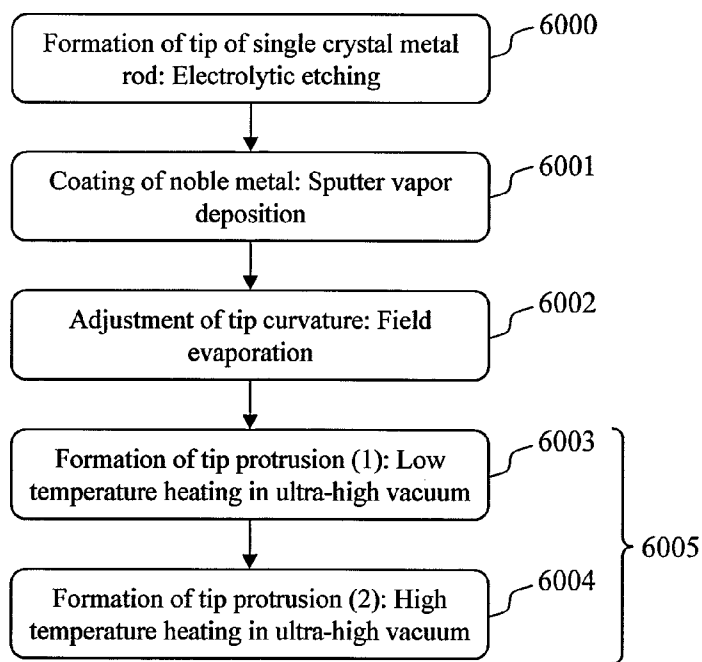 Formation of tip of single crystal metal
rod: Electrolytic etching
6000
Coating of noble metal: Sputter vapor
deposition
6001
Adjustment of tip curvature: Field
evaporation
6002
Formation of tip protrusion (1): Low
temperature heating in ultra-high vacuum
6003
Formation of tip protrusion (2): High
temperature heating in ultra-high vacuum
6004
6005